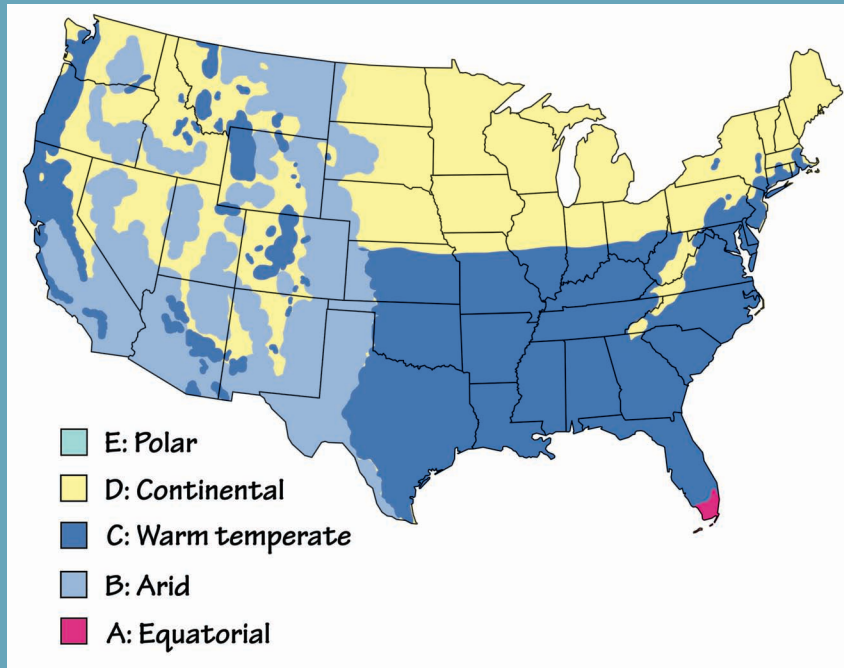 E: Polar
D: Continental
C: Warm temperate
B: Arid
A: Equatorial